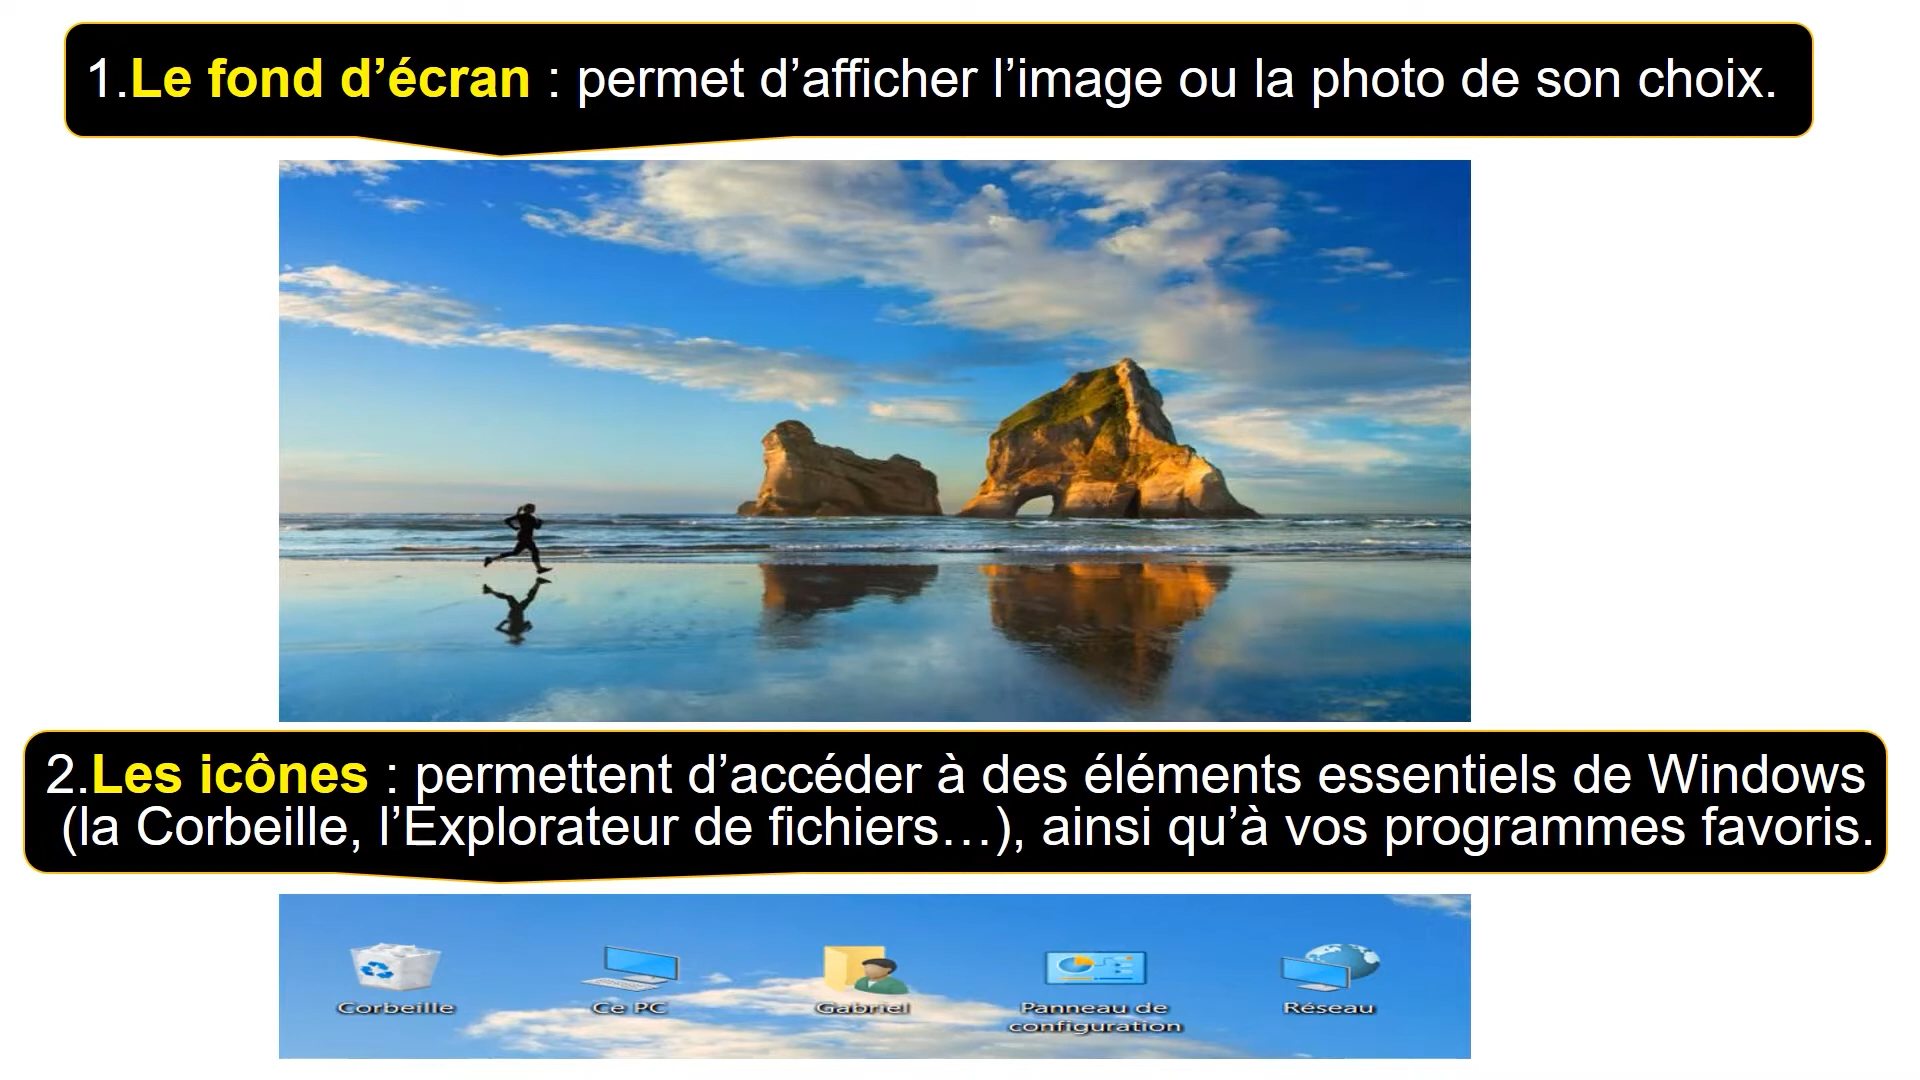 1.Le fond d’écran : permet d’afficher l’image ou la photo de son choix.
2.Les icônes : permettent d’accéder à des éléments essentiels de Windows
(la Corbeille, l’Explorateur de fichiers…), ainsi qu’à vos programmes favoris.
Corbeille Ce PC Gabriel Panneau de Réseau
configuration